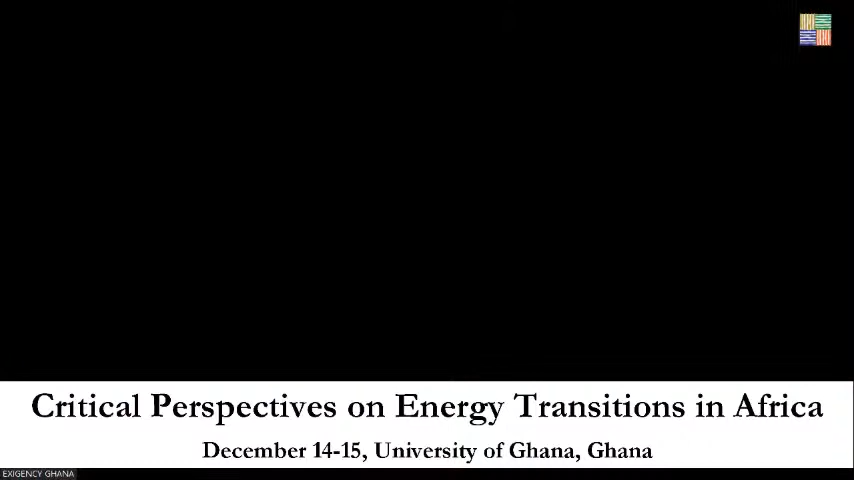 Critical Perspectives on Energy Transitions in Africa
December 14-15, University of Ghana, Ghana
EXIGENCY GHANA